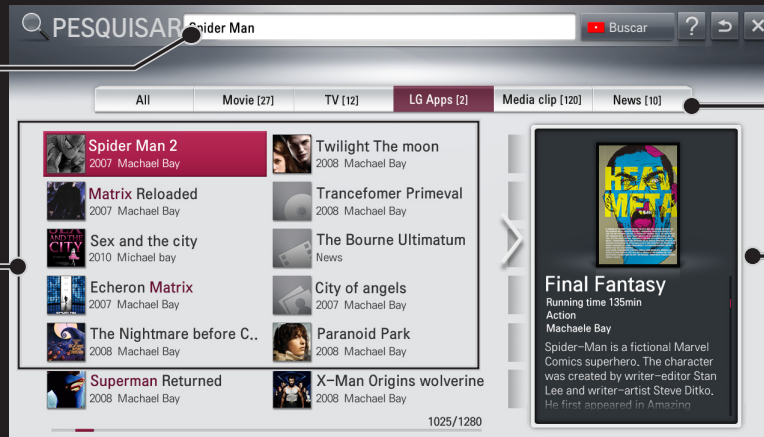 PESQUISAR
Spider Man
Buscar
?
All
Movie [27]
TV [12]
LG Apps [2]
Media clip [120]
News [10]
Spider Man 2
2007 Machael Bay
Twilight The moon
2008 Machael Bay
Matrix Reloaded
2007 Machael Bay
Trancefomer Primeval
2008 Machael Bay
SEX AND THE CITY
Sex and the city
2010 Michael bay
The Bourne Ultimatum
News
Echeron Matrix
2007 Machael Bay
City of angels
2007 Machael Bay
The Nightmare before C..
2008 Machael Bay
Paranoid Park
2008 Machael Bay
Superman Returned
2008 Machael Bay
X-Man Origins wolverine
2008 Machael Bay
1025/1280
HEAVY
META
Final Fantasy
Running time 135min
Action
Machaele Bay
Spider-Man is a fictional Marvel
Comics superhero. The character
was created by writer-editor Stan
Lee and writer-artist Steve Ditko.
He first appeared in Amazing